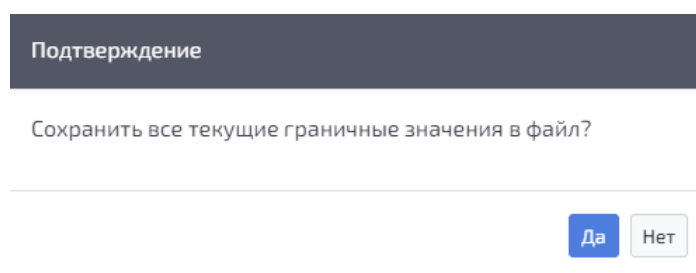 Подтверждение
Сохранить все текущие граничные значения в файл?
Да Нет